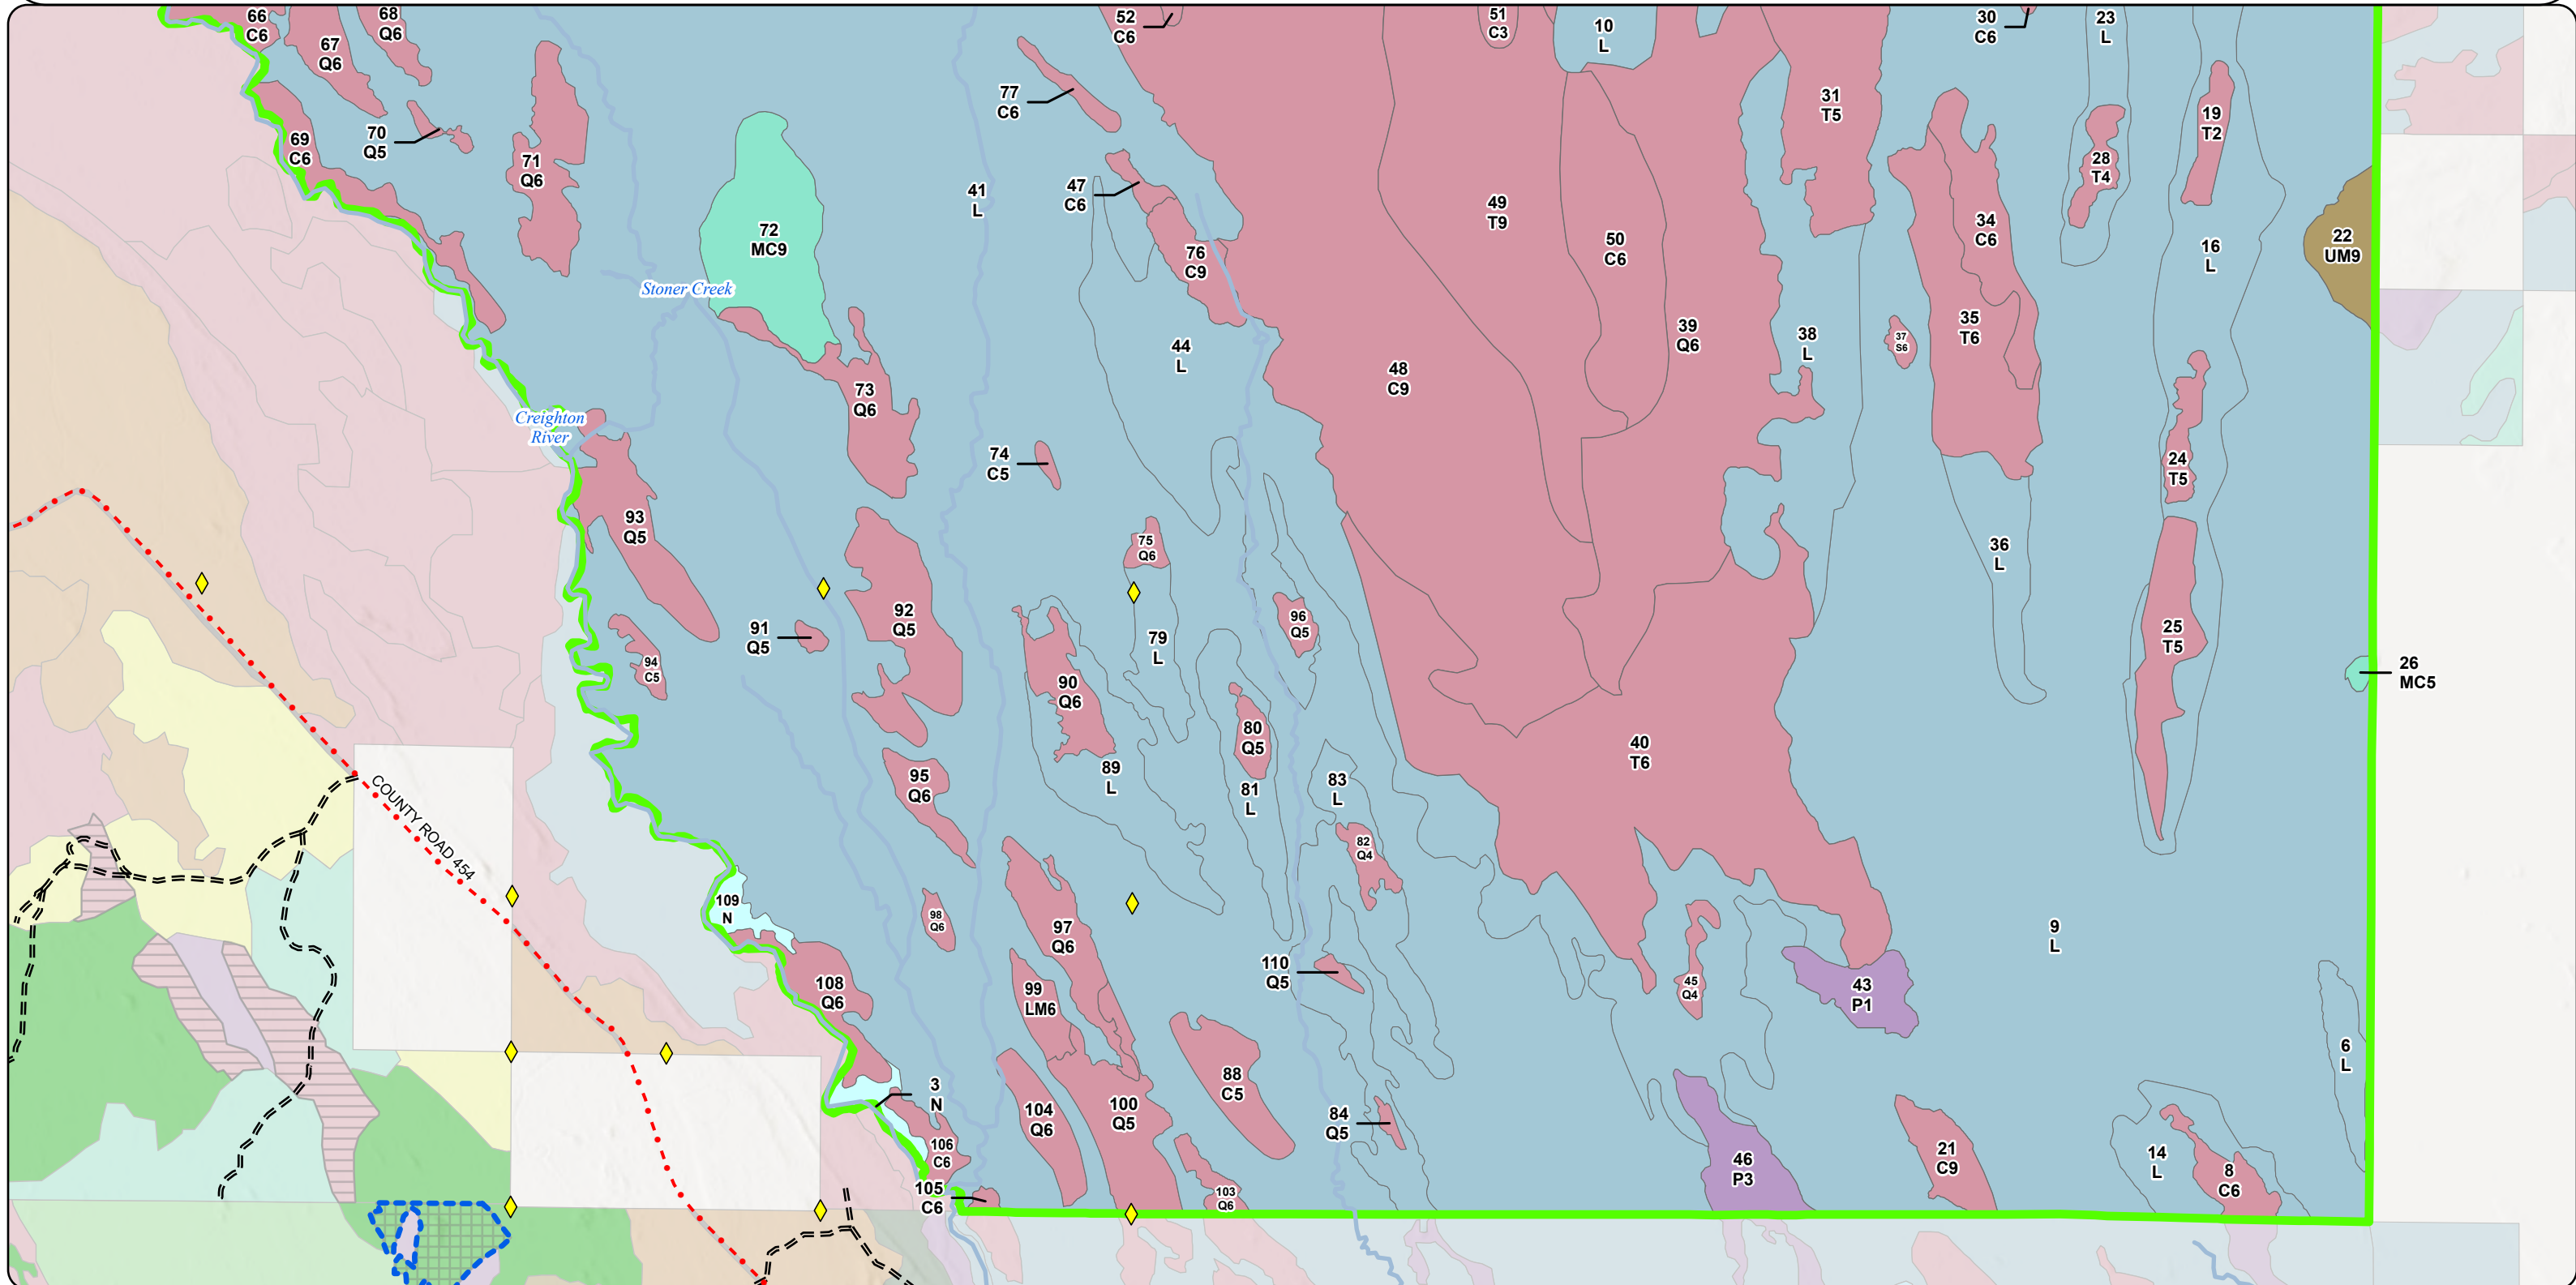 66
C6
67
Q6
68
Q6
69
C6
70
Q5
71
Q6
72
MC9
41
L
52
C6
77
C6
47
C6
76
C9
44
L
51
C3
10
L
49
T9
50
C6
39
Q6
48
C9
31
T5
38
L
30
C6
23
L
28
T4
19
T2
34
C6
35
T6
37
S6
16
L
22
UM9
Stoner Creek
Creighton
River
73
Q6
74
C5
93
Q5
94
C5
91
Q5
92
Q5
75
Q6
79
L
96
Q5
90
Q6
89
L
80
Q5
81
L
83
L
82
Q4
40
T6
36
L
24
T5
25
T5
26
MC5
95
Q6
98
Q6
97
Q6
99
LM6
109
N
108
Q6
3
N
106
C6
105
C6
104
Q6
100
Q5
88
C5
103
Q6
110
Q5
84
Q5
45
Q4
43
P1
46
P3
9
L
21
C9
14
L
8
C6
6
L
COUNTY ROAD 454